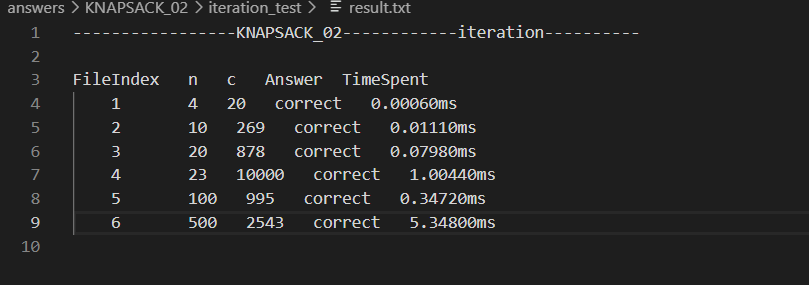 answers > KNAPSACK_02 > iteration_test > result.txt
1 -----------------KNAPSACK_02------------iteration----------
2
3 FileIndex n c Answer TimeSpent
4 1 4 20 correct 0.00060ms
5 2 10 269 correct 0.01110ms
6 3 20 878 correct 0.07980ms
7 4 23 10000 correct 1.00440ms
8 5 100 995 correct 0.34720ms
9 6 500 2543 correct 5.34800ms
10